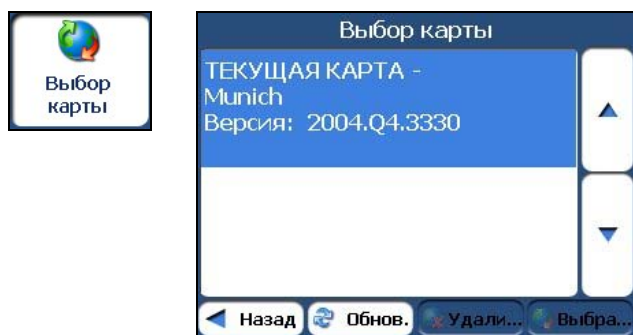 Выбор
карты
Выбор карты
ТЕКУЩАЯ КАРТА -
Munich
Версия: 2004.Q4.3330
Назад Обнов. Удали... Выбра...